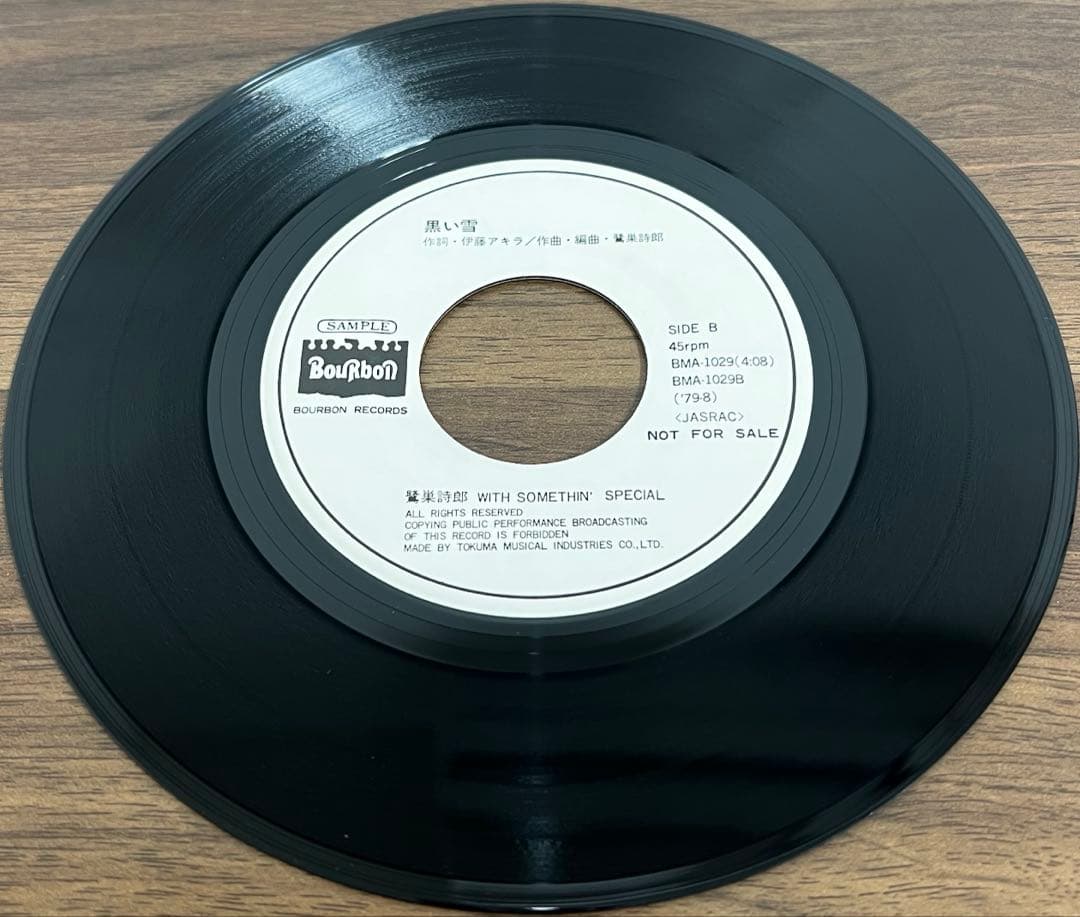 黒い雪
作詞・伊藤アキラ/作曲・編曲・鷺巣詩郎
SAMPLE
BouRbon
BOURBON RECORDS
SIDE B
45rpm
BMA-1029(4:08)
BMA-1029B
('79-8)
<JASRAC>
NOT FOR SALE
鷺巣詩郎 WITH SOMETHIN' SPECIAL
ALL RIGHTS RESERVED
COPYING PUBLIC PERFORMANCE BROADCASTING
OF THIS RECORD IS FORBIDDEN
MADE BY TOKUMA MUSICAL INDUSTRIES CO.,LTD.